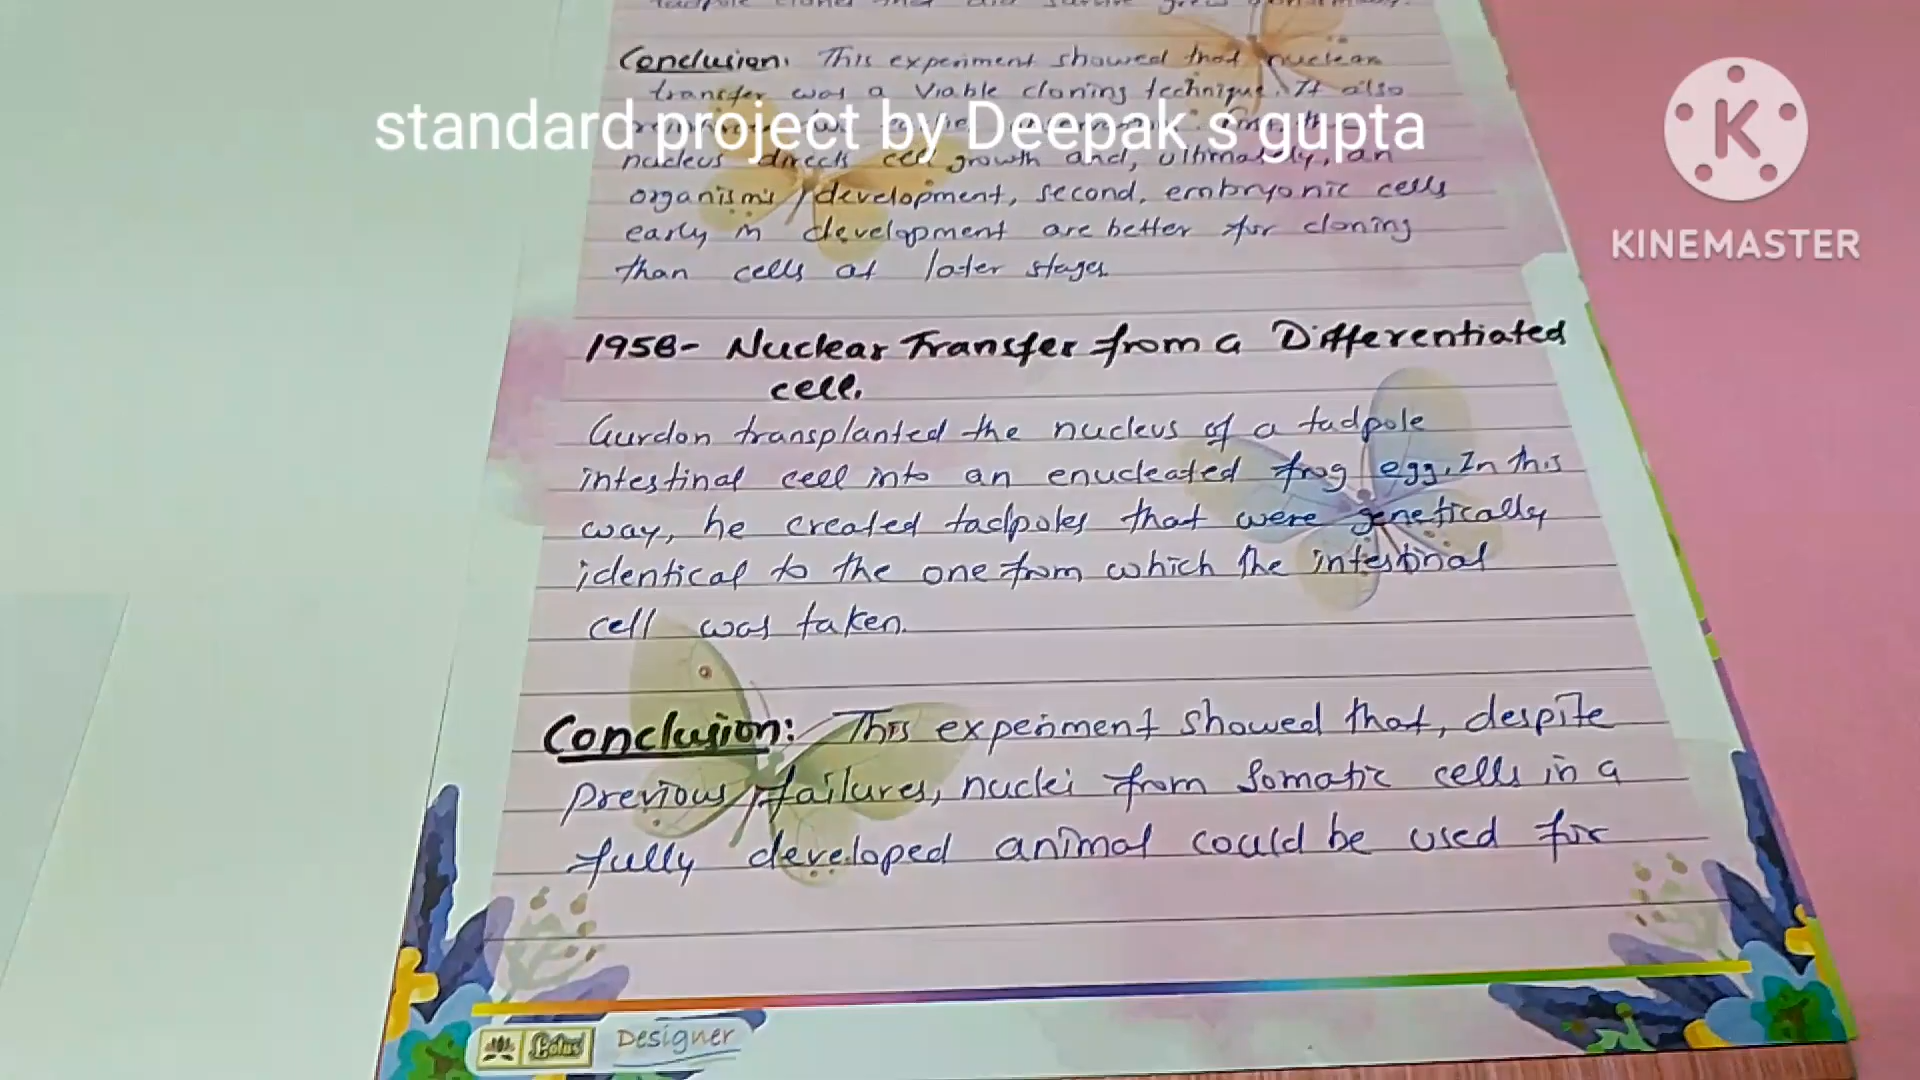 Conclusion: This experiment showed that nuclear
transfer was a viable cloning technique. It also
standard project by Deepak s gupta
nucleus directs cell growth and, ultimately, an
organism's development, second, embryonic cells
early in development are better for cloning
than cells at later stages.
KINEMASTER
1958- Nuclear Transfer from a Differentiated
cell.
Gurdon transplanted the nucleus of a tadpole
intestinal cell into an enucleated frog egg. In this
way, he created tadpoles that were genetically
identical to the one from which the intestinal
cell was taken.
Conclusion: This experiment showed that, despite
previous failures, nuclei from somatic cells in a
fully developed animal could be used for
Lotus Designer